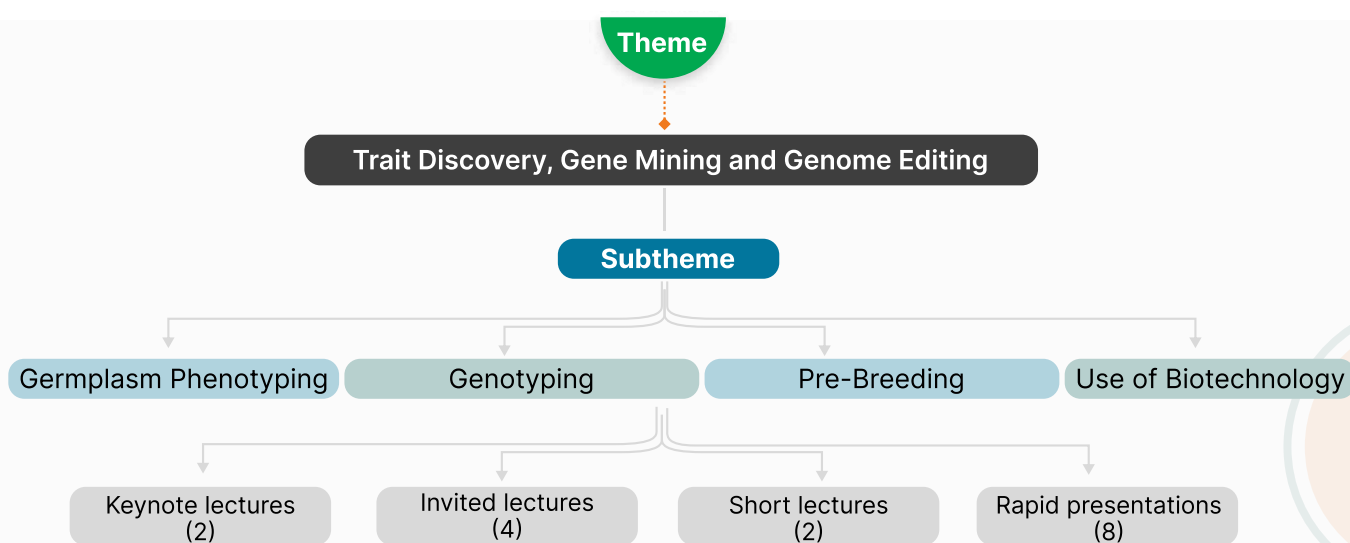 Theme
Trait Discovery, Gene Mining and Genome Editing
Subtheme
Germplasm Phenotyping
Genotyping
Pre-Breeding
Use of Biotechnology
Keynote lectures
(2)
Invited lectures
(4)
Short lectures
(2)
Rapid presentations
(8)